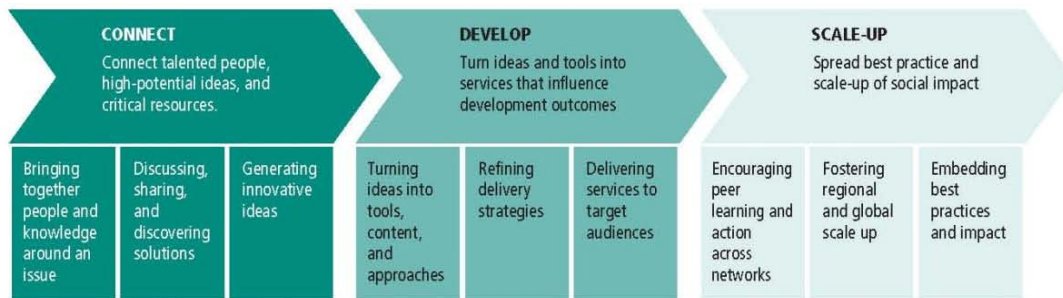 CONNECT
Connect talented people,
high-potential ideas, and
critical resources.
DEVELOP
Turn ideas and tools into
services that influence
development outcomes
SCALE-UP
Spread best practice and
scale-up of social impact
Bringing
together
people and
knowledge
around an
issue
Discussing,
sharing,
and
discovering
solutions
Generating
innovative
ideas
Turning
ideas into
tools,
content,
and
approaches
Refining
delivery
strategies
Delivering
services to
target
audiences
Encouraging
peer
learning and
action
across
networks
Fostering
regional
and global
scale up
Embedding
best
practices
and impact